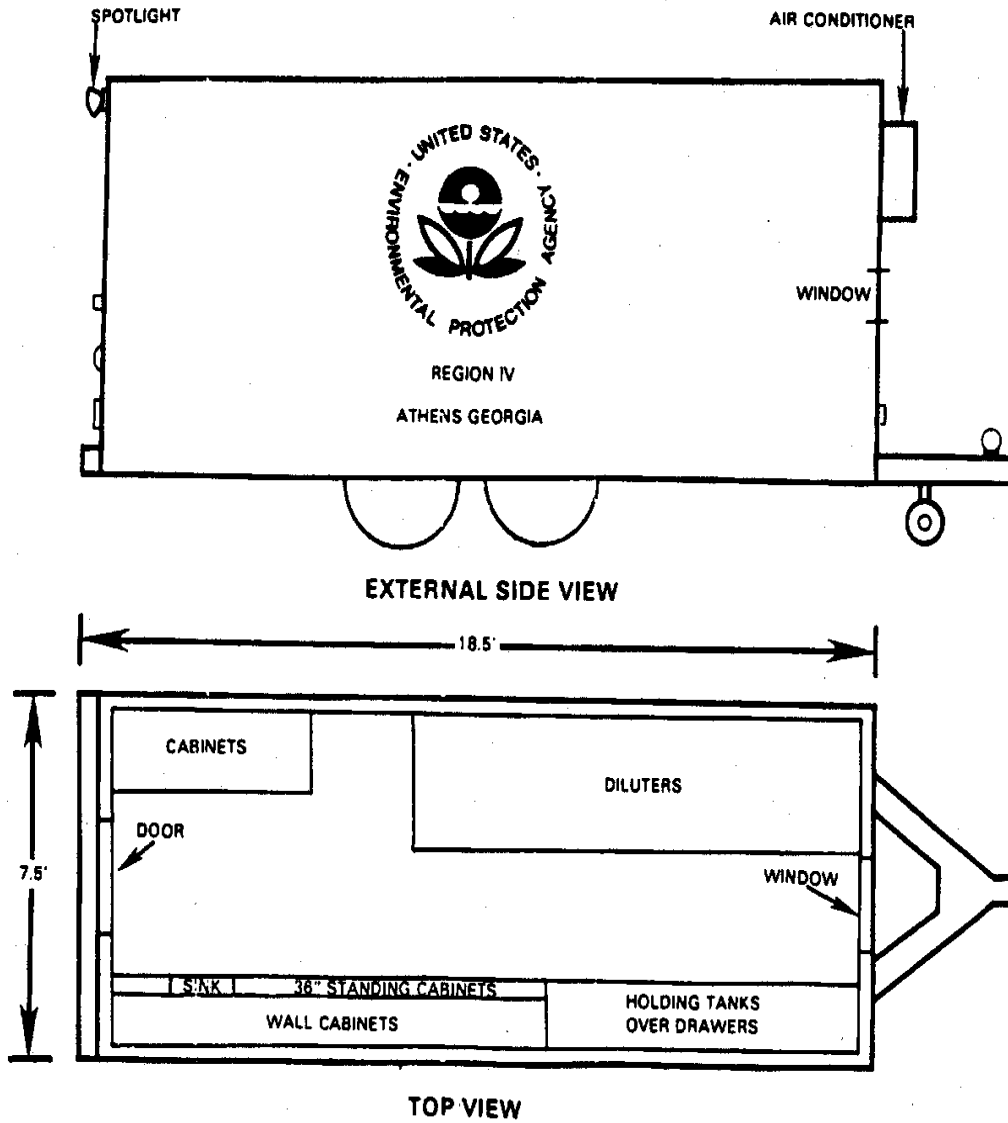 SPOTLIGHT
AIR CONDITIONER
· UNITED STATES · ENVIRONMENTAL PROTECTION AGENCY
WINDOW
REGION IV
ATHENS GEORGIA
EXTERNAL SIDE VIEW
18.5'
CABINETS
DILUTERS
DOOR
7.5'
WINDOW
SINK
36" STANDING CABINETS
HOLDING TANKS
OVER DRAWERS
WALL CABINETS
TOP VIEW